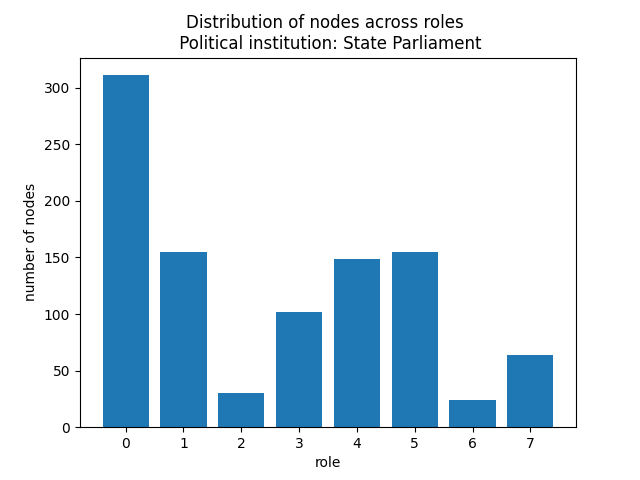 Distribution of nodes across roles
Political institution: State Parliament
number of nodes
300
250
200
150
100
50
0
0 1 2 3 4 5 6 7
role